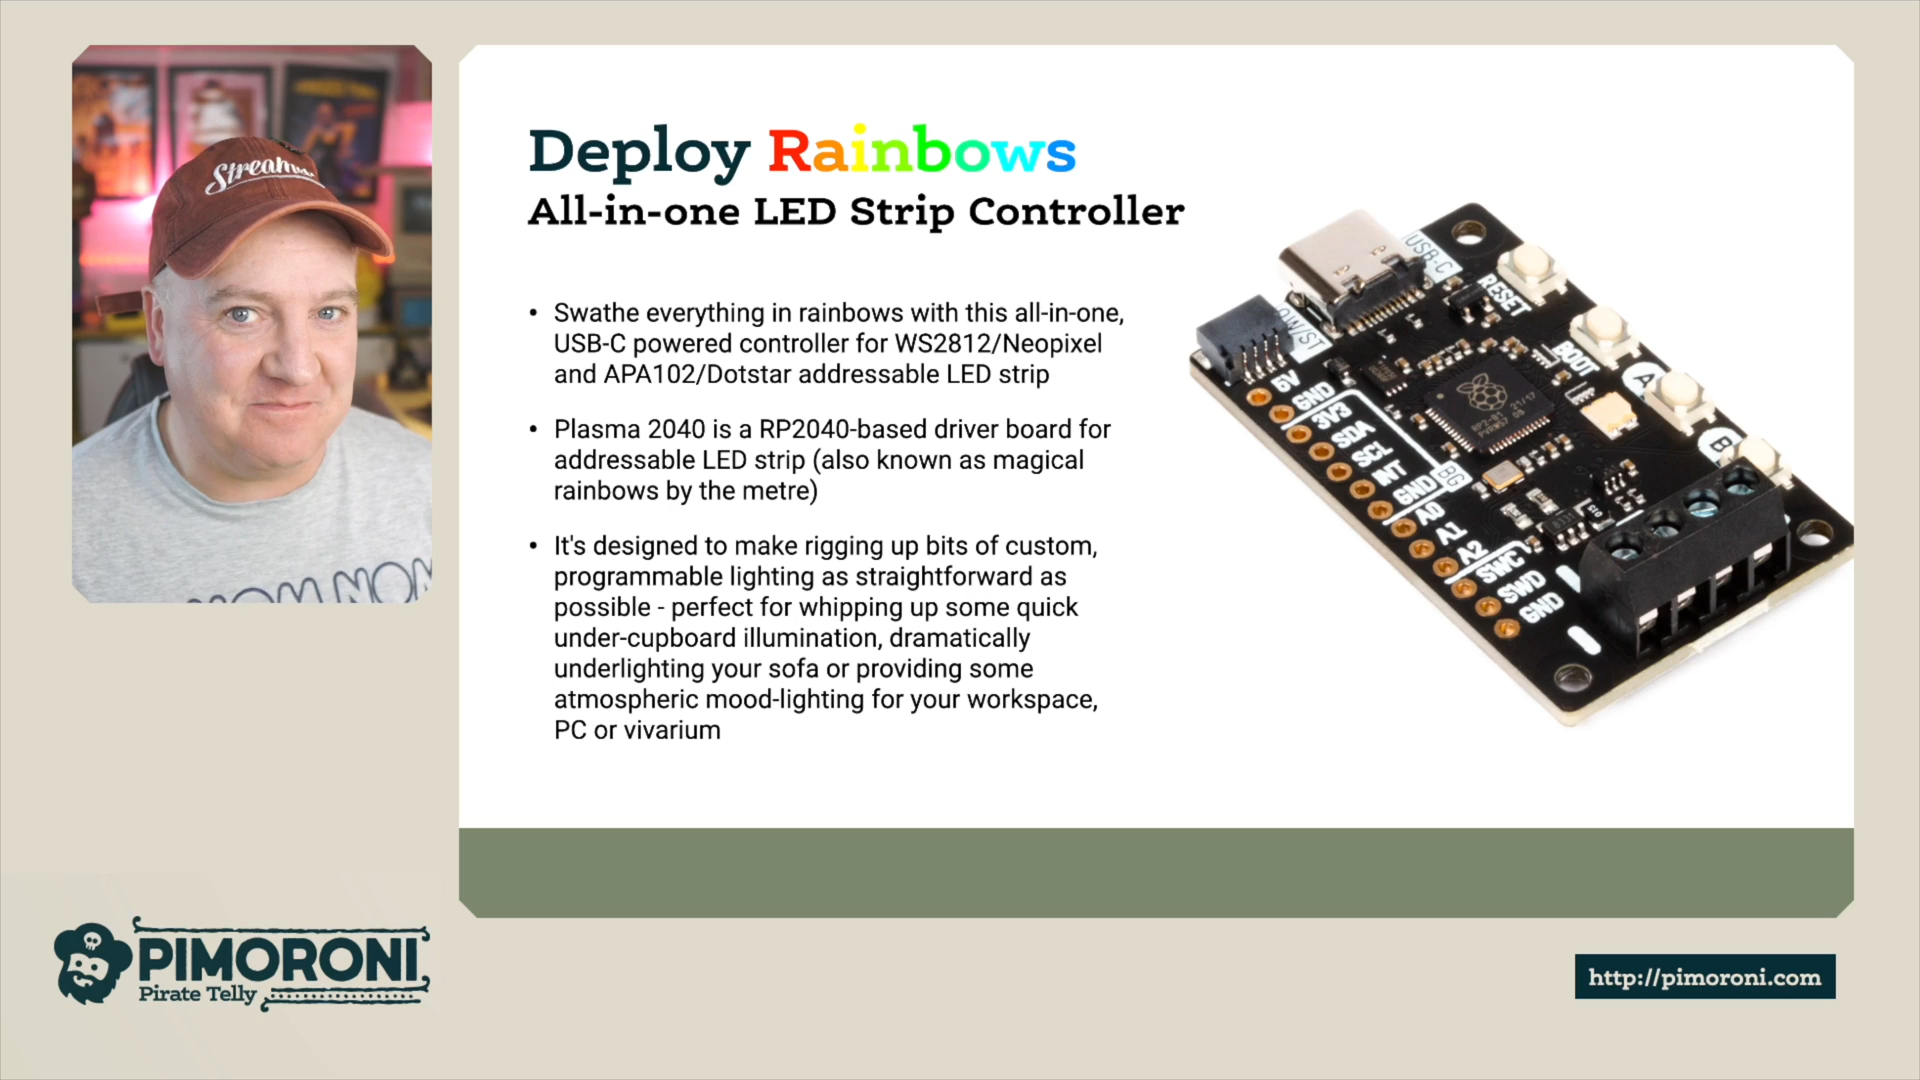 Deploy Rainbows
All-in-one LED Strip Controller
• Swathe everything in rainbows with this all-in-one,
USB-C powered controller for WS2812/Neopixel
and APA102/Dotstar addressable LED strip
• Plasma 2040 is a RP2040-based driver board for
addressable LED strip (also known as magical
rainbows by the metre)
• It's designed to make rigging up bits of custom,
programmable lighting as straightforward as
possible - perfect for whipping up some quick
under-cupboard illumination, dramatically
underlighting your sofa or providing some
atmospheric mood-lighting for your workspace,
PC or vivarium
USB-C
RESET
BOOT
A
B
5V
GND
3V3
SDA
SCL
INT
BG
GND
A0
A1
A2
SWC
SWD
GND
PIMORONI
Pirate Telly
http://pimoroni.com